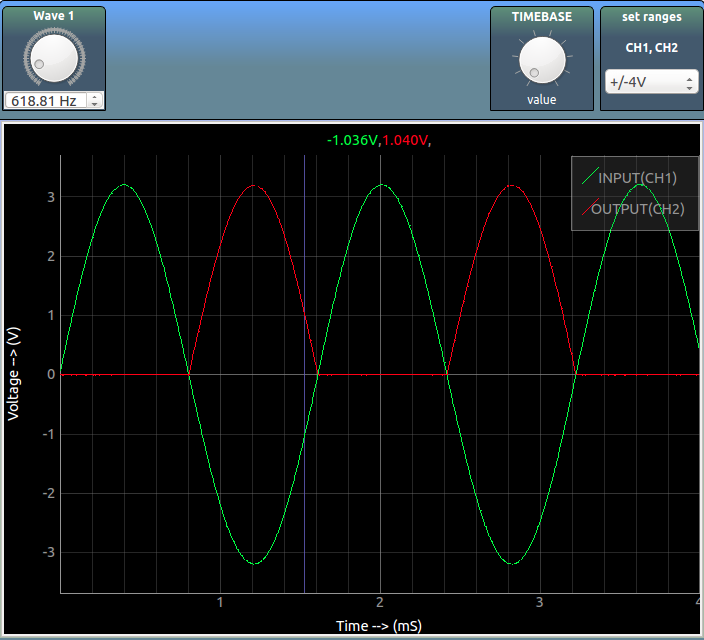 Wave 1
618.81 Hz
TIMEBASE
value
set ranges
CH1, CH2
+/-4V
-1.036V,1.040V,
INPUT(CH1)
OUTPUT(CH2)
3
2
1
0
-1
-2
-3
Voltage --> (V)
1
2
3
4
Time --> (mS)